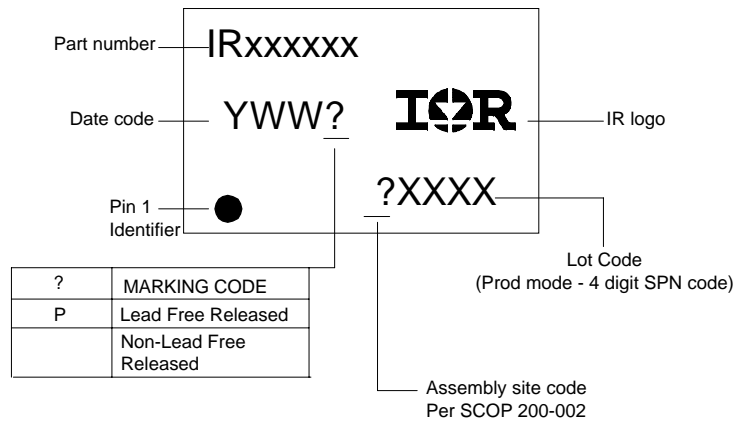 Part number
IRxxxxxx
Date code
YWW?
IOR
IR logo
Pin 1
Identifier
?XXXX
Lot Code
(Prod mode - 4 digit SPN code)
? MARKING CODE
P Lead Free Released
Non-Lead Free
Released
Assembly site code
Per SCOP 200-002